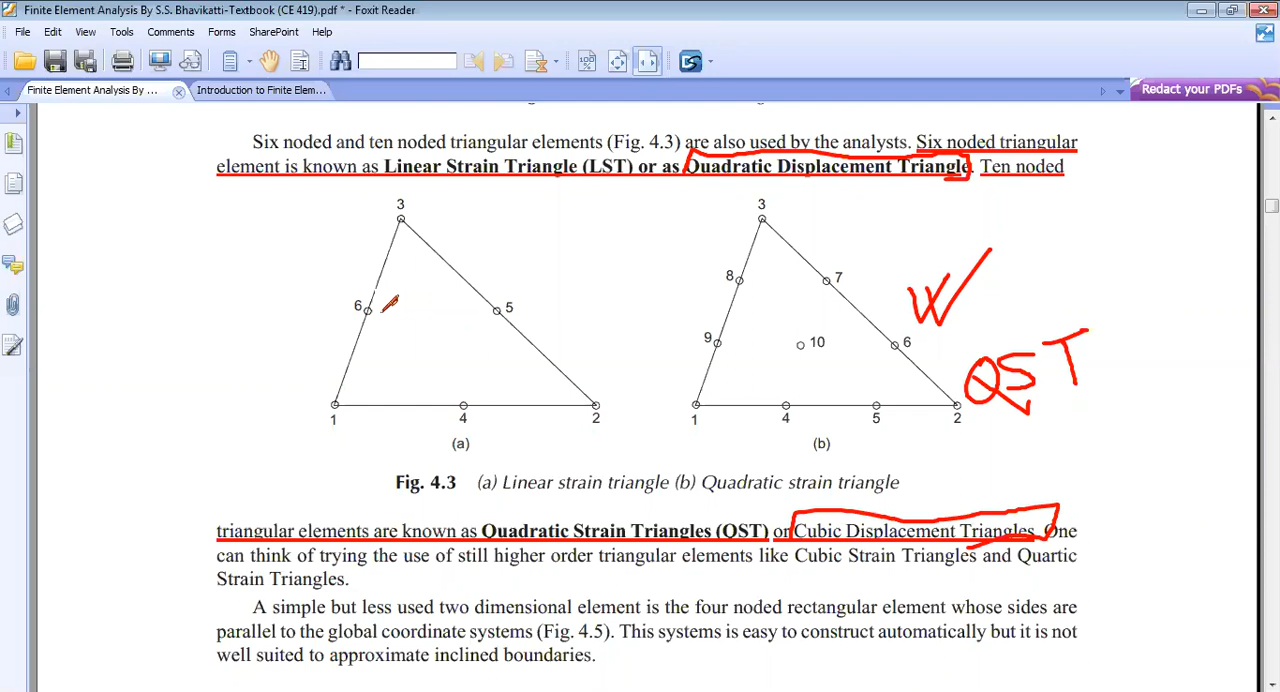 Finite Element Analysis By S.S. Bhavikatti-Textbook (CE 419).pdf * - Foxit Reader
File Edit View Tools Comments Forms SharePoint Help
Finite Element Analysis By ... Introduction to Finite Elem...
Redact your PDFs
Six noded and ten noded triangular elements (Fig. 4.3) are also used by the analysts. Six noded triangular
element is known as Linear Strain Triangle (LST) or as Quadratic Displacement Triangle. Ten noded
3
6
5
1
4
2
(a)
3
8
7
9
10
6
1
4
5
2
(b)
W
QST
Fig. 4.3 (a) Linear strain triangle (b) Quadratic strain triangle
triangular elements are known as Quadratic Strain Triangles (QST) or Cubic Displacement Triangles. One
can think of trying the use of still higher order triangular elements like Cubic Strain Triangles and Quartic
Strain Triangles.
A simple but less used two dimensional element is the four noded rectangular element whose sides are
parallel to the global coordinate systems (Fig. 4.5). This systems is easy to construct automatically but it is not
well suited to approximate inclined boundaries.